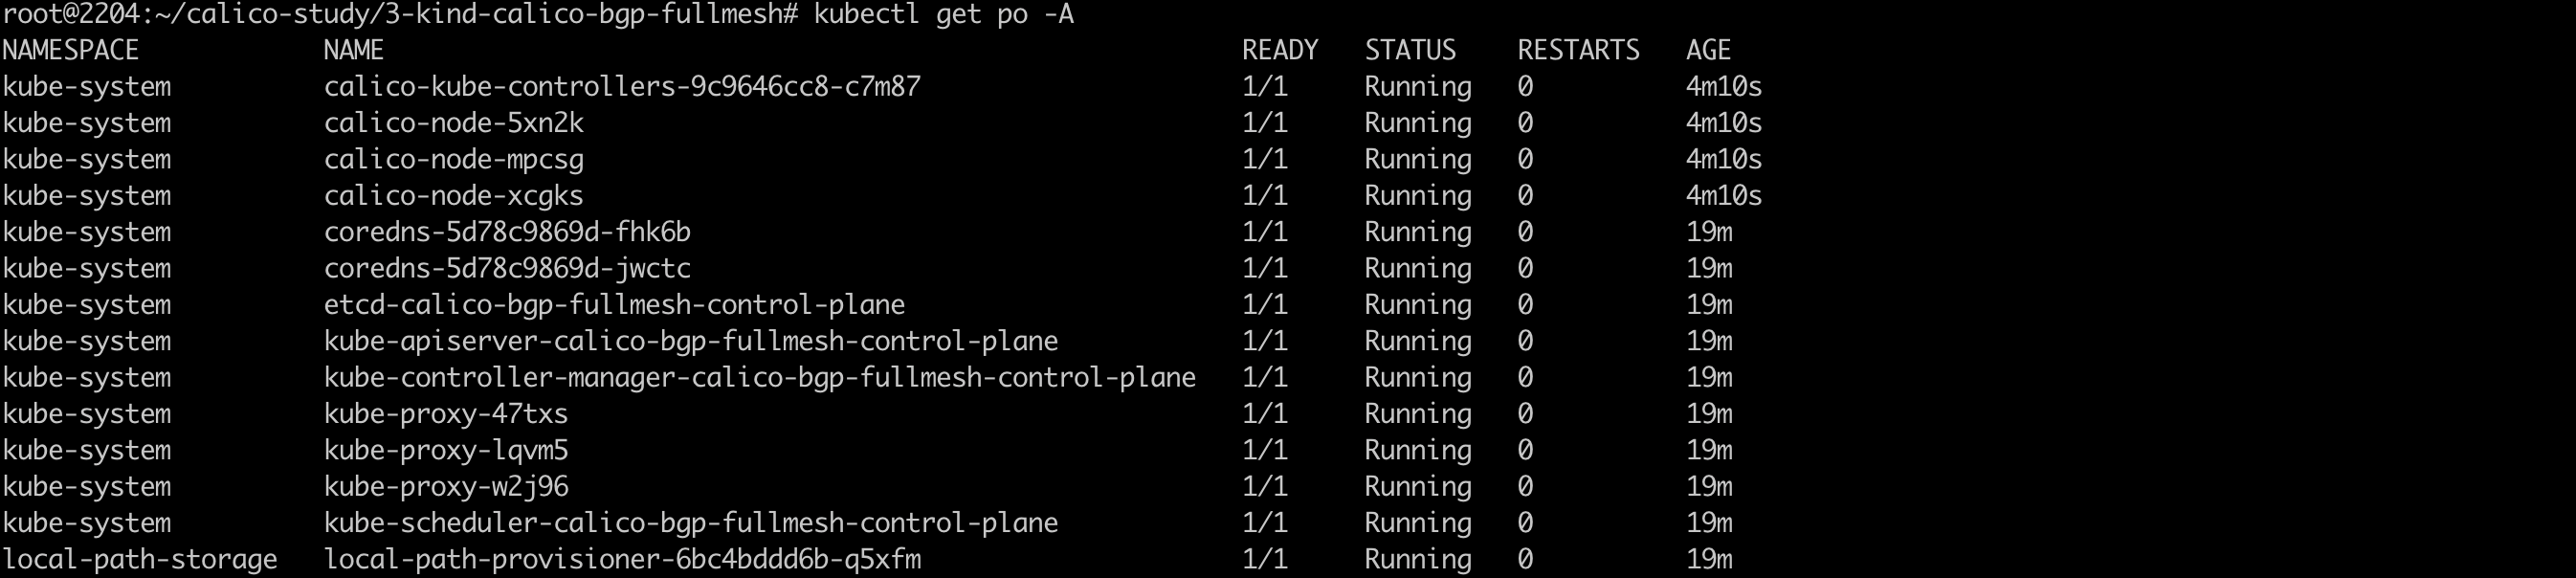 root@2204:~/calico-study/3-kind-calico-bgp-fullmesh# kubectl get po -A
NAMESPACE            NAME                                                        READY   STATUS    RESTARTS   AGE
kube-system          calico-kube-controllers-9c9646cc8-c7m87                     1/1     Running   0          4m10s
kube-system          calico-node-5xn2k                                           1/1     Running   0          4m10s
kube-system          calico-node-mpcsg                                           1/1     Running   0          4m10s
kube-system          calico-node-xcgks                                           1/1     Running   0          4m10s
kube-system          coredns-5d78c9869d-fhk6b                                    1/1     Running   0          19m
kube-system          coredns-5d78c9869d-jwctc                                    1/1     Running   0          19m
kube-system          etcd-calico-bgp-fullmesh-control-plane                      1/1     Running   0          19m
kube-system          kube-apiserver-calico-bgp-fullmesh-control-plane            1/1     Running   0          19m
kube-system          kube-controller-manager-calico-bgp-fullmesh-control-plane   1/1     Running   0          19m
kube-system          kube-proxy-47txs                                            1/1     Running   0          19m
kube-system          kube-proxy-lqvm5                                            1/1     Running   0          19m
kube-system          kube-proxy-w2j96                                            1/1     Running   0          19m
kube-system          kube-scheduler-calico-bgp-fullmesh-control-plane            1/1     Running   0          19m
local-path-storage   local-path-provisioner-6bc4bddd6b-q5xfm                     1/1     Running   0          19m